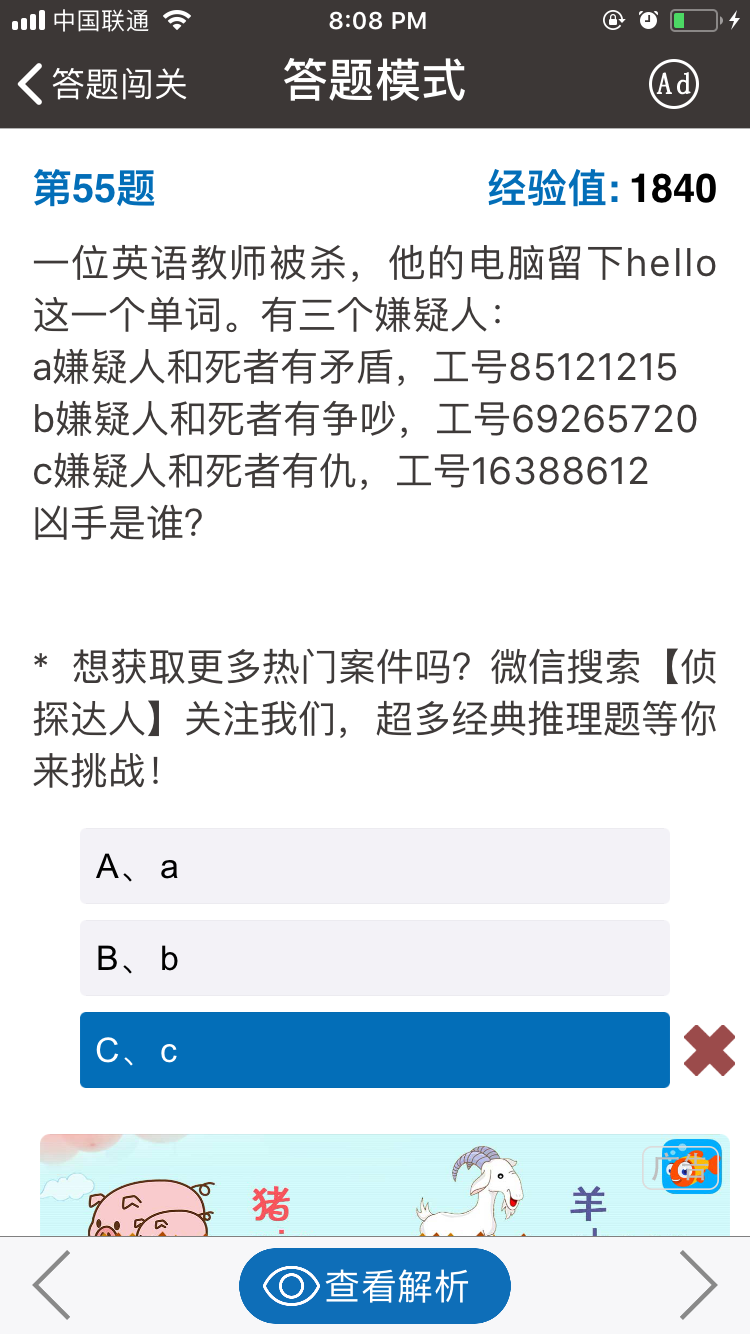 中国联通 8:08 PM
答题闯关 答题模式 Ad
第55题 经验值: 1840
一位英语教师被杀，他的电脑留下hello
这一个单词。有三个嫌疑人：
a嫌疑人和死者有矛盾，工号85121215
b嫌疑人和死者有争吵，工号69265720
c嫌疑人和死者有仇，工号16388612
凶手是谁？
* 想获取更多热门案件吗？微信搜索【侦
探达人】关注我们，超多经典推理题等你
来挑战！
A、 a
B、 b
C、 c
猪 羊 广告
查看解析